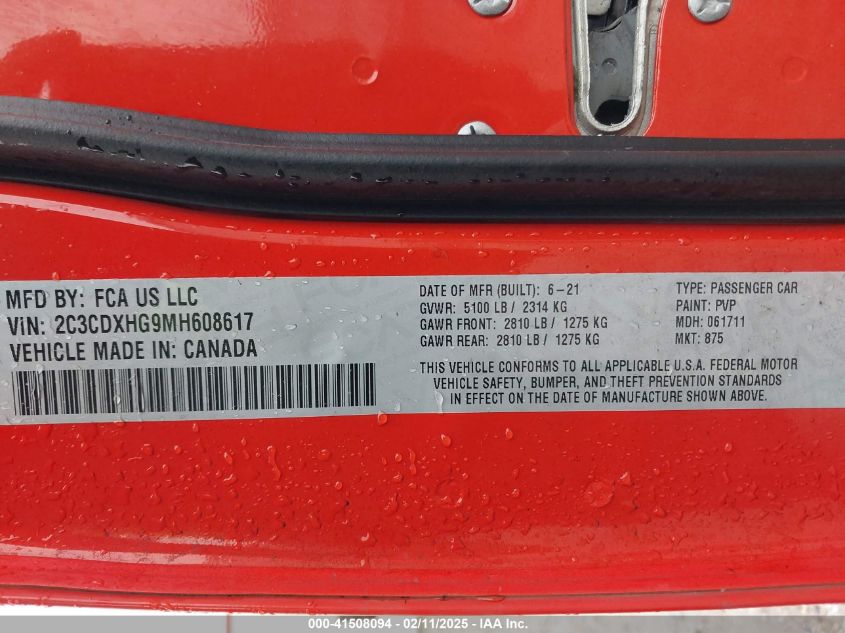 MFD BY: FCA US LLC
VIN: 2C3CDXHG9MH608617
VEHICLE MADE IN: CANADA
DATE OF MFR (BUILT): 6-21
GVWR: 5100 LB / 2314 KG
GAWR FRONT: 2810 LB / 1275 KG
GAWR REAR: 2810 LB / 1275 KG
TYPE: PASSENGER CAR
PAINT: PVP
MDH: 061711
MKT: 875
THIS VEHICLE CONFORMS TO ALL APPLICABLE U.S.A. FEDERAL MOTOR
VEHICLE SAFETY, BUMPER, AND THEFT PREVENTION STANDARDS
IN EFFECT ON THE DATE OF MANUFACTURE SHOWN ABOVE.
000-41508094 - 02/11/2025 - IAA Inc.